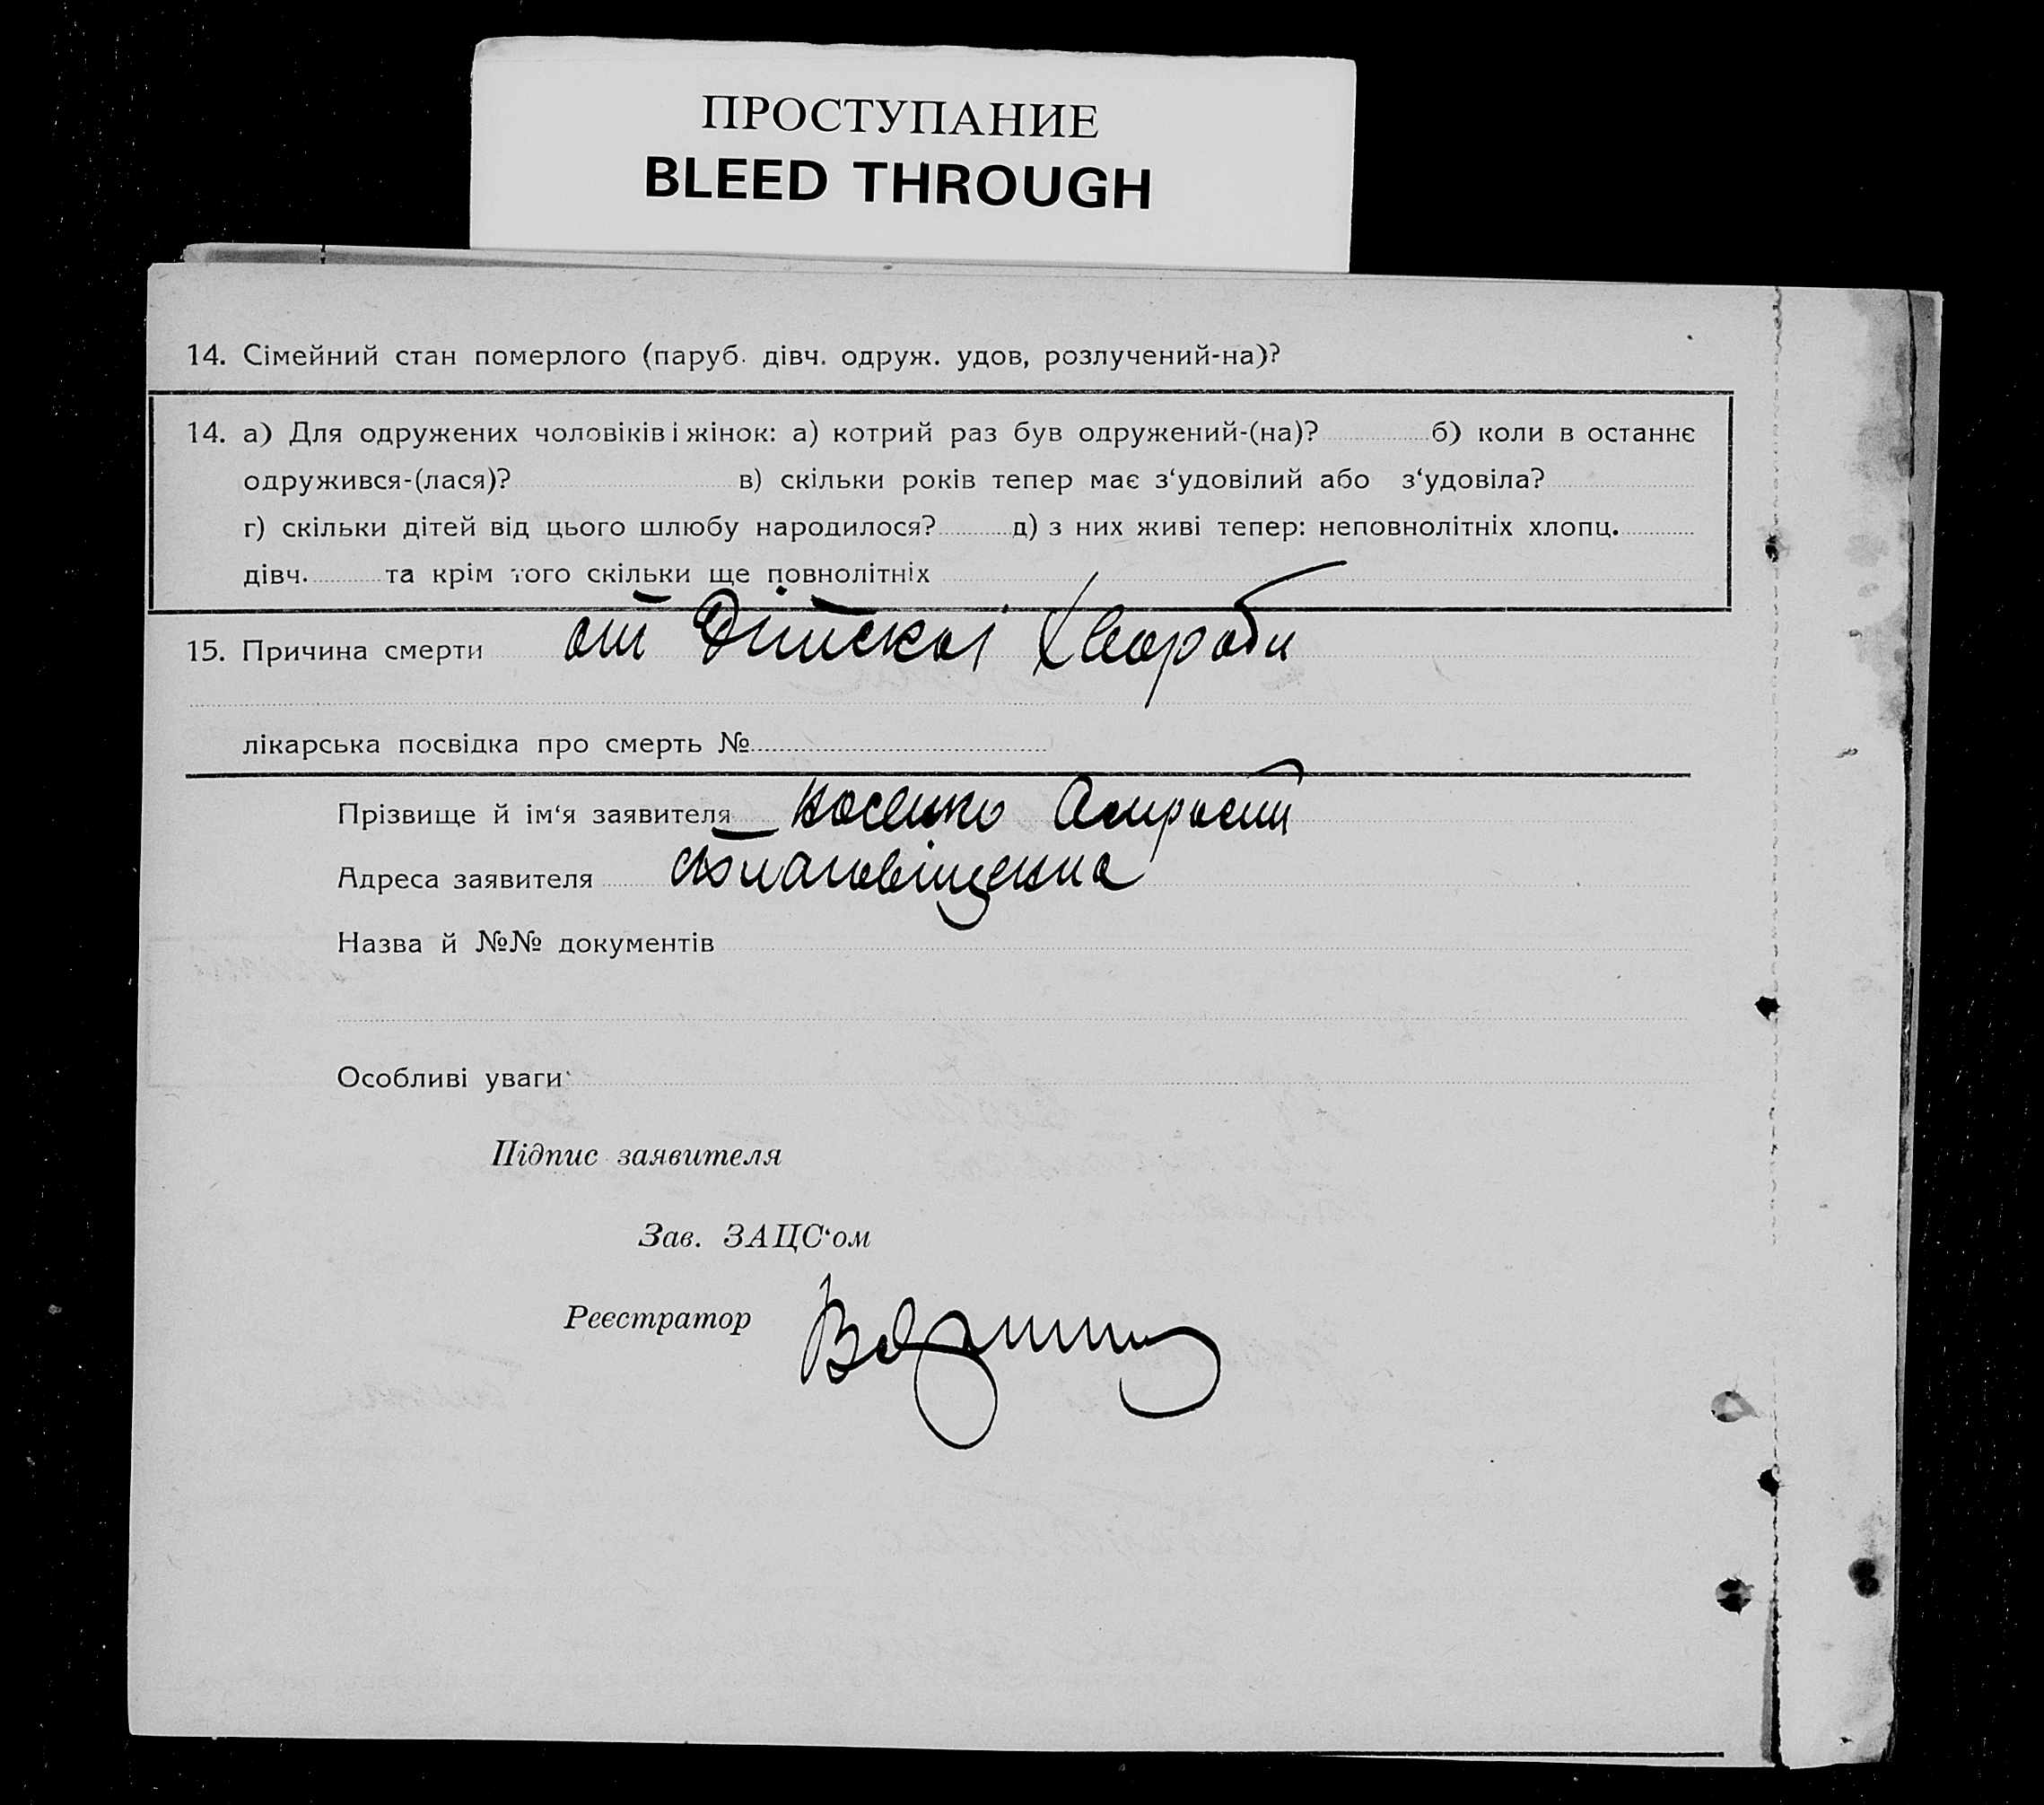 ПРОСТУПАНИЕ
BLEED THROUGH
14. Сімейний стан померлого (паруб. дівч. одруж. удов, розлучений-на)?
14. а) Для одружених чоловіків і жінок: а) котрий раз був одружений-(на)? б) коли в останнє
одружився-(лася)? в) скільки років тепер має з‘удовілий або з‘удовіла?
г) скільки дітей від цього шлюбу народилося? д) з них живі тепер: неповнолітніх хлопц.
дівч. та крім того скільки ще повнолітніх
15. Причина смерти от Дітскоі Хвороби
лікарська посвідка про смерть №
Прізвище й ім‘я заявителя Косенко
Адреса заявителя
Назва й №№ документів
Особливі уваги
Підпис заявителя
Зав. ЗАЦС‘ом
Реєстратор